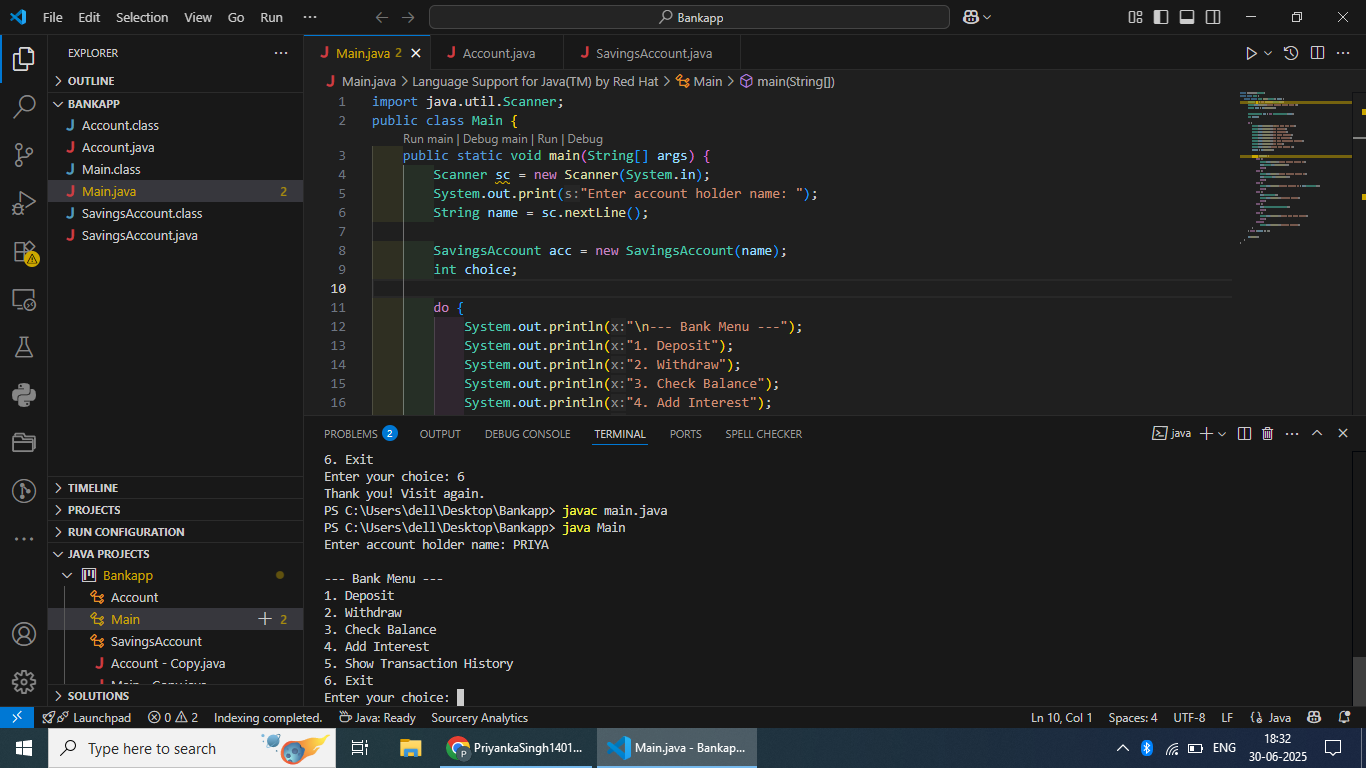 File Edit Selection View Go Run ···
Bankapp
EXPLORER ···
OUTLINE
BANKAPP
Account.class
Account.java
Main.class
Main.java 2
SavingsAccount.class
SavingsAccount.java
TIMELINE
PROJECTS
RUN CONFIGURATION
JAVA PROJECTS
Bankapp
Account
Main 2
SavingsAccount
Account - Copy.java
SOLUTIONS
Main.java 2 Account.java SavingsAccount.java
Main.java > Language Support for Java(TM) by Red Hat > Main > main(String[])
1 import java.util.Scanner;
2 public class Main {
Run main | Debug main | Run | Debug
3 public static void main(String[] args) {
4 Scanner sc = new Scanner(System.in);
5 System.out.print(s:"Enter account holder name: ");
6 String name = sc.nextLine();
7
8 SavingsAccount acc = new SavingsAccount(name);
9 int choice;
10
11 do {
12 System.out.println(x:"\n--- Bank Menu ---");
13 System.out.println(x:"1. Deposit");
14 System.out.println(x:"2. Withdraw");
15 System.out.println(x:"3. Check Balance");
16 System.out.println(x:"4. Add Interest");
PROBLEMS 2 OUTPUT DEBUG CONSOLE TERMINAL PORTS SPELL CHECKER java
6. Exit
Enter your choice: 6
Thank you! Visit again.
PS C:\Users\dell\Desktop\Bankapp> javac main.java
PS C:\Users\dell\Desktop\Bankapp> java Main
Enter account holder name: PRIYA
--- Bank Menu ---
1. Deposit
2. Withdraw
3. Check Balance
4. Add Interest
5. Show Transaction History
6. Exit
Enter your choice:
Launchpad 0 2 Indexing completed. Java: Ready Sourcery Analytics Ln 10, Col 1 Spaces: 4 UTF-8 LF Java
Type here to search PriyankaSingh1401... Main.java - Bankap... ENG 18:32
30-06-2025